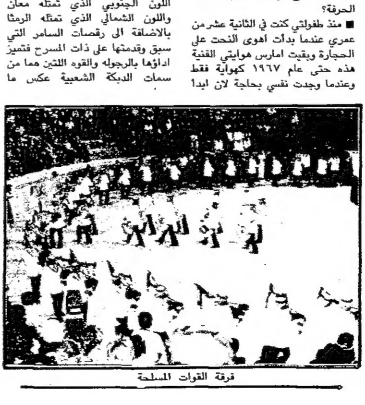 الحرفة؟
■ منذ طفولتي كنت في الثانية عشر من
عمري عندما بدأت أهوى النحت على
الحجارة وبقيت امارس هوايتي الفنية
هذه حتى عام ١٩٦٧ كهواية فقط
وعندما وجدت نفسي بحاجة لان ابدأ
اللون الجنوبي الذي تمثله معان
واللون الشمالي الذي تمثله الرمثا
بالاضافة الى رقصات السامر التي
سبق وقدمتها على ذات المسرح فتميز
اداؤها بالرجوله والقوه اللتين هما من
سمات الدبكة الشعبية عكس ما
فرقة القوات المسلحة